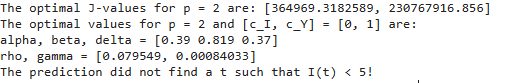 The optimal J-values for p = 2 are: [364969.3182589, 230767916.856]
The optimal values for p = 2 and [c_I, c_Y] = [0, 1] are:
alpha, beta, delta = [0.39 0.819 0.37]
rho, gamma = [0.079549, 0.00084033]
The prediction did not find a t such that I(t) < 5!